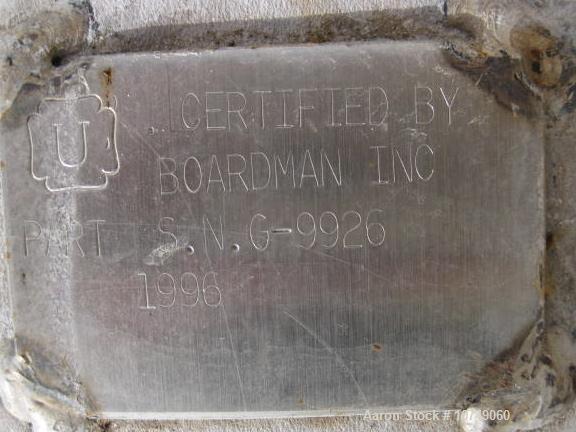 U
CERTIFIED BY
BOARDMAN INC
PART S.N.G-9926
1996
Aaron Stock #